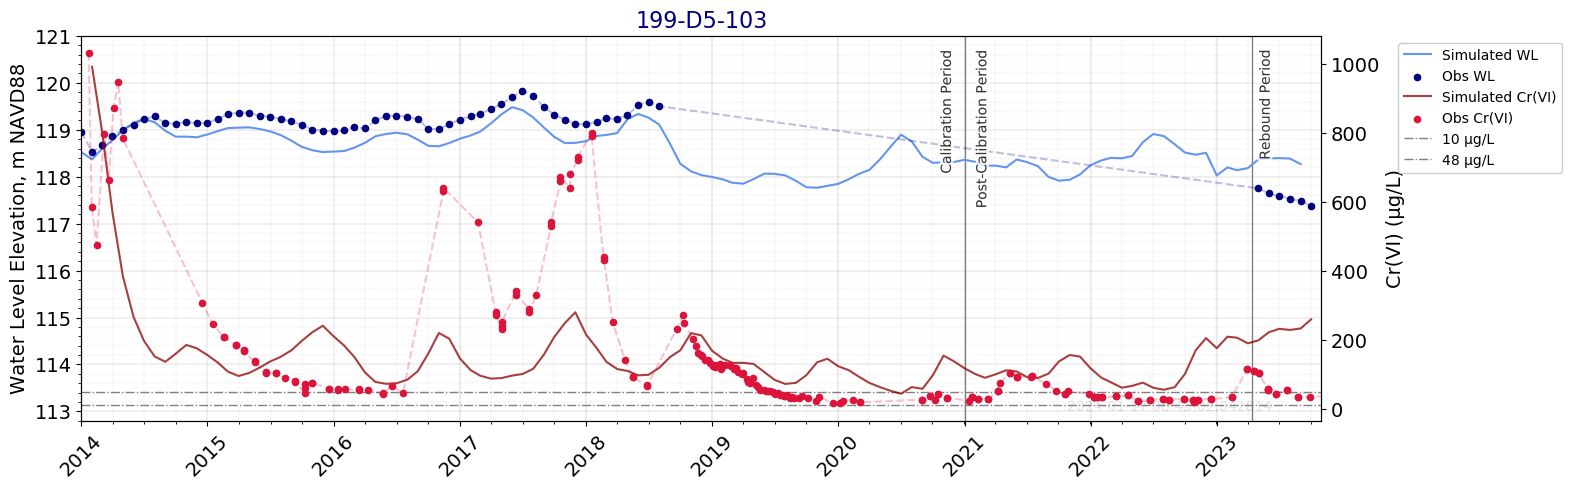 199-D5-103
Water Level Elevation, m NAVD88
121
120
119
118
117
116
115
114
113
2014
2015
2016
2017
2018
2019
2020
2021
2022
2023
Calibration Period
Post-Calibration Period
Rebound Period
1000
800
600
400
200
0
Cr(VI) (µg/L)
Simulated WL
Obs WL
Simulated Cr(VI)
Obs Cr(VI)
10 µg/L
48 µg/L